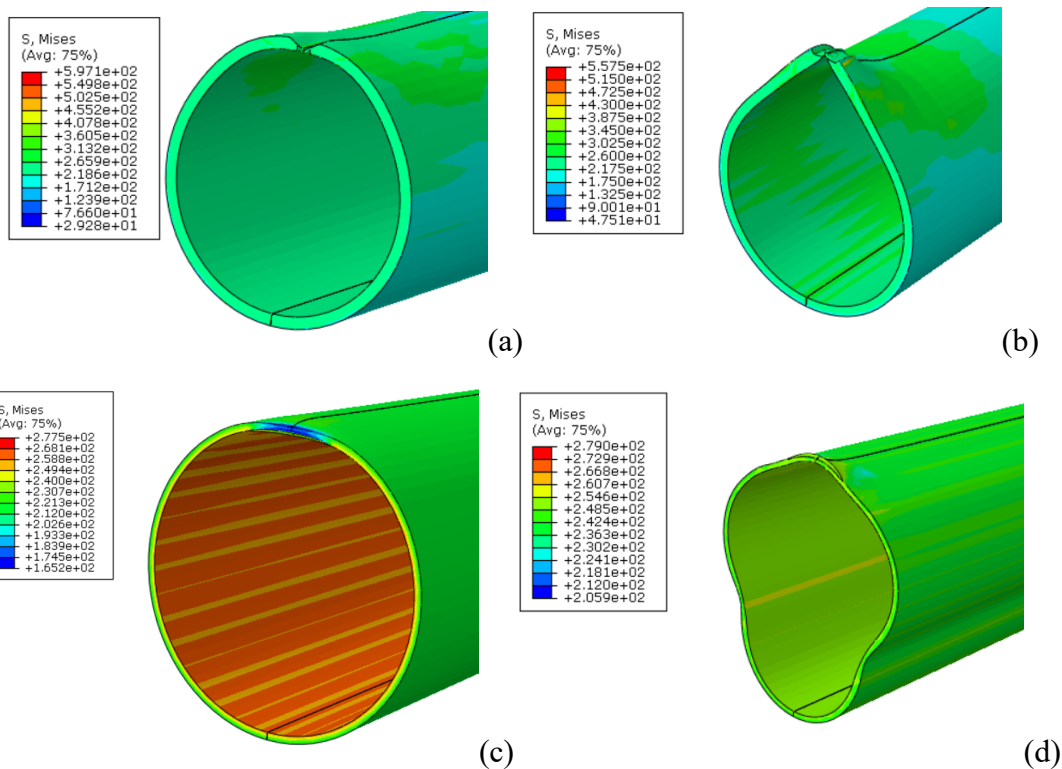 S, Mises
(Avg: 75%)
+5.971e+02
+5.498e+02
+5.025e+02
+4.552e+02
+4.078e+02
+3.605e+02
+3.132e+02
+2.659e+02
+2.186e+02
+1.712e+02
+1.239e+02
+7.660e+01
+2.928e+01
(a)
S, Mises
(Avg: 75%)
+5.575e+02
+5.150e+02
+4.725e+02
+4.300e+02
+3.875e+02
+3.450e+02
+3.025e+02
+2.600e+02
+2.175e+02
+1.750e+02
+1.325e+02
+9.001e+01
+4.751e+01
(b)
S, Mises
(Avg: 75%)
+2.775e+02
+2.681e+02
+2.588e+02
+2.494e+02
+2.400e+02
+2.307e+02
+2.213e+02
+2.120e+02
+2.026e+02
+1.933e+02
+1.839e+02
+1.745e+02
+1.652e+02
(c)
S, Mises
(Avg: 75%)
+2.790e+02
+2.729e+02
+2.668e+02
+2.607e+02
+2.546e+02
+2.485e+02
+2.424e+02
+2.363e+02
+2.302e+02
+2.241e+02
+2.181e+02
+2.120e+02
+2.059e+02
(d)